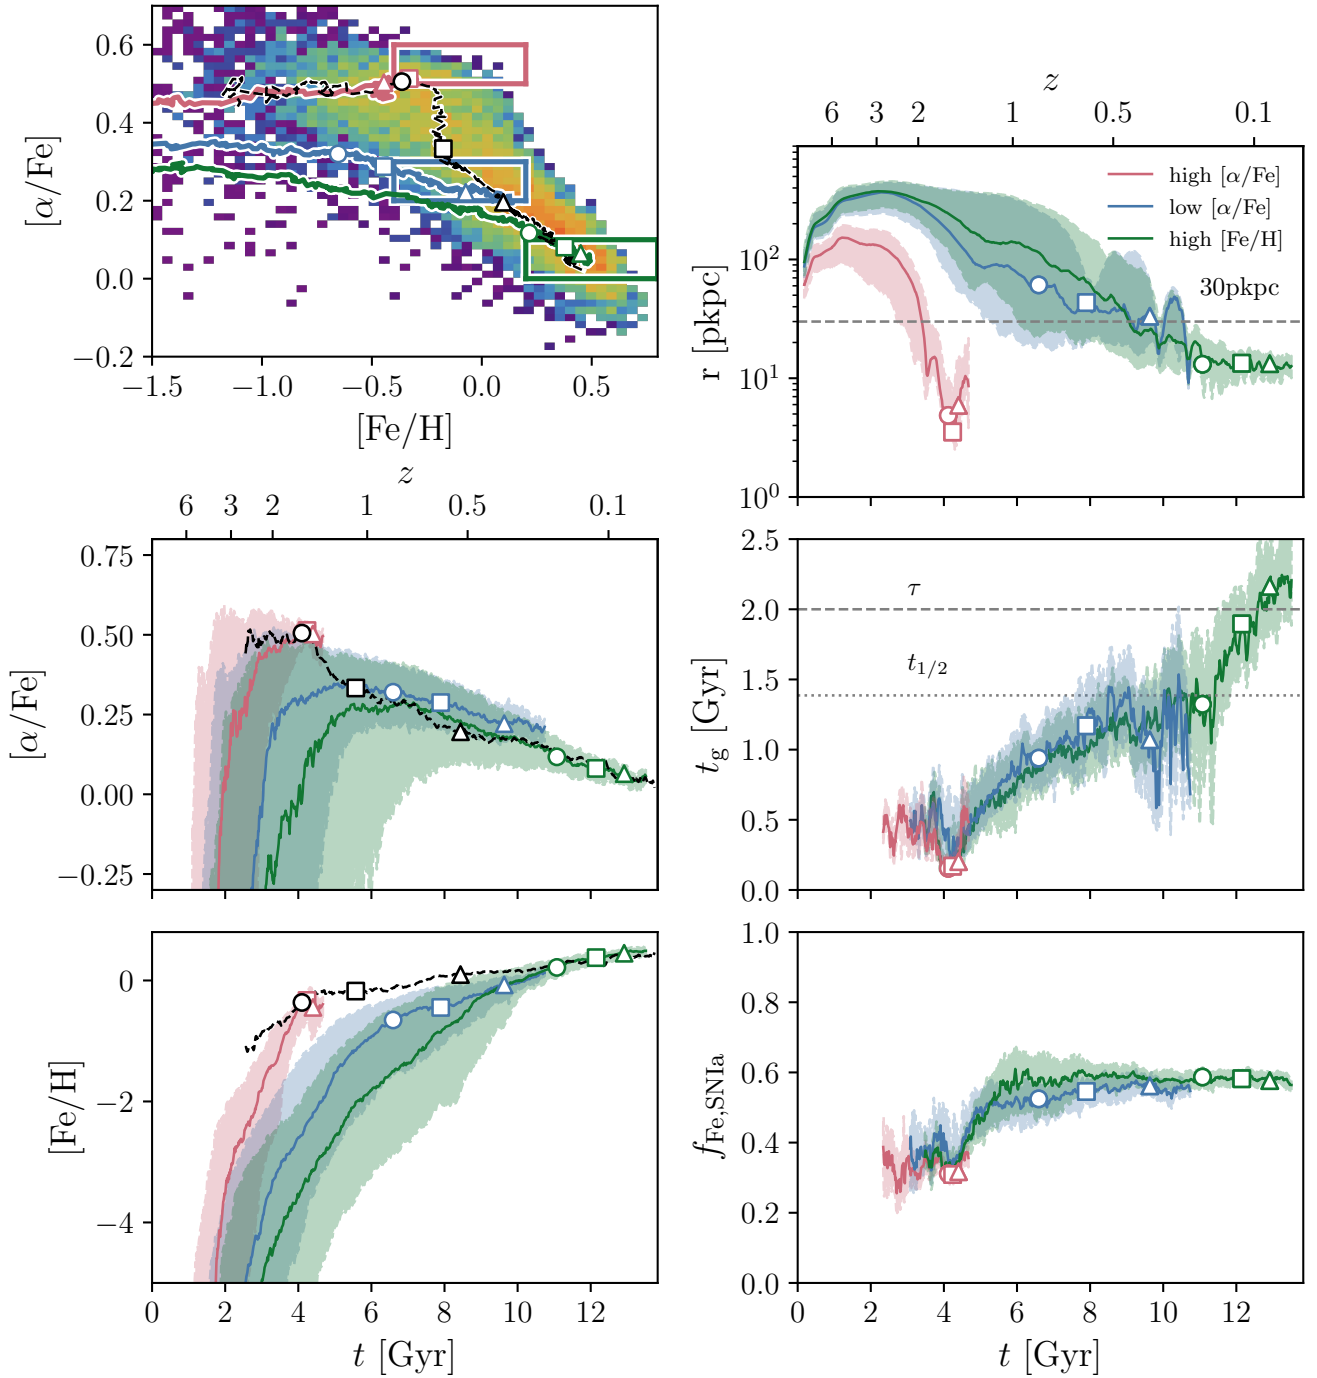 0.6
0.4
0.2
0.0
−0.2
[α/Fe]
−1.5 −1.0 −0.5 0.0 0.5
[Fe/H]
z
6 3 2 1 0.5 0.1
r [pkpc]
10²
10¹
10⁰
high [α/Fe]
low [α/Fe]
high [Fe/H]
30pkpc
z
6 3 2 1 0.5 0.1
0.75
0.50
0.25
0.00
−0.25
[α/Fe]
2.5
2.0
1.5
1.0
0.5
0.0
t_g [Gyr]
τ
t_{1/2}
0
−2
−4
[Fe/H]
0 2 4 6 8 10 12
t [Gyr]
1.0
0.8
0.6
0.4
0.2
0.0
f_{Fe,SNIa}
0 2 4 6 8 10 12
t [Gyr]